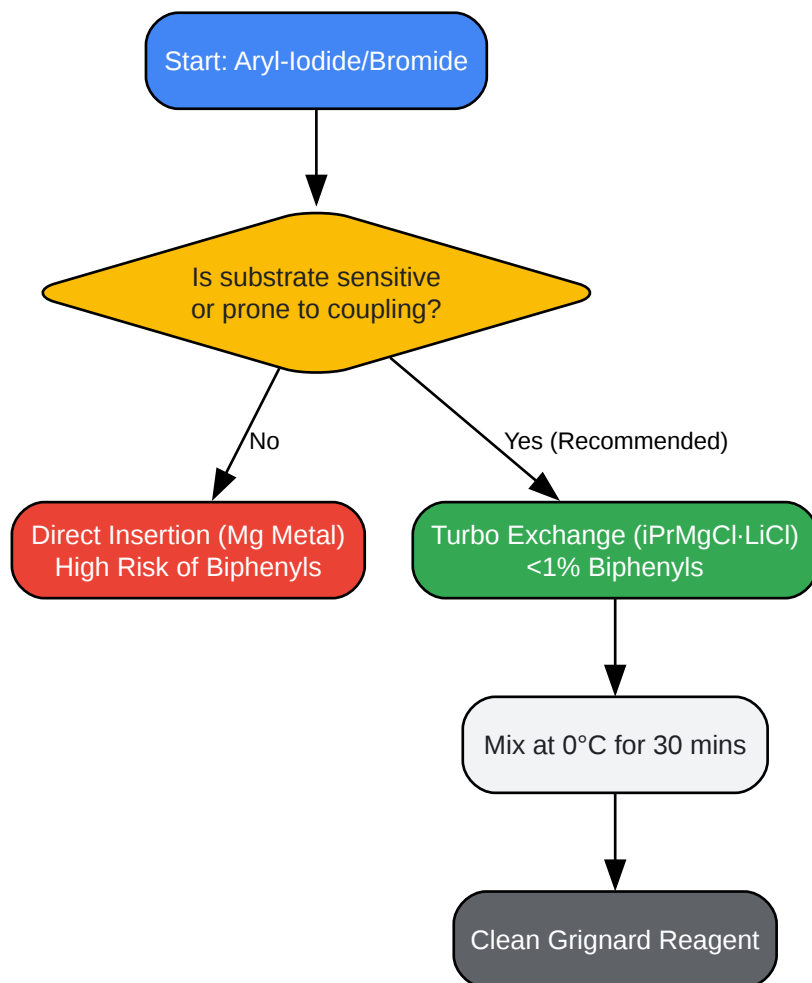 Start: Aryl-Iodide/Bromide
Is substrate sensitive
or prone to coupling?
No
Yes (Recommended)
Direct Insertion (Mg Metal)
High Risk of Biphenyls
Turbo Exchange (iPrMgCl·LiCl)
<1% Biphenyls
Mix at 0°C for 30 mins
Clean Grignard Reagent